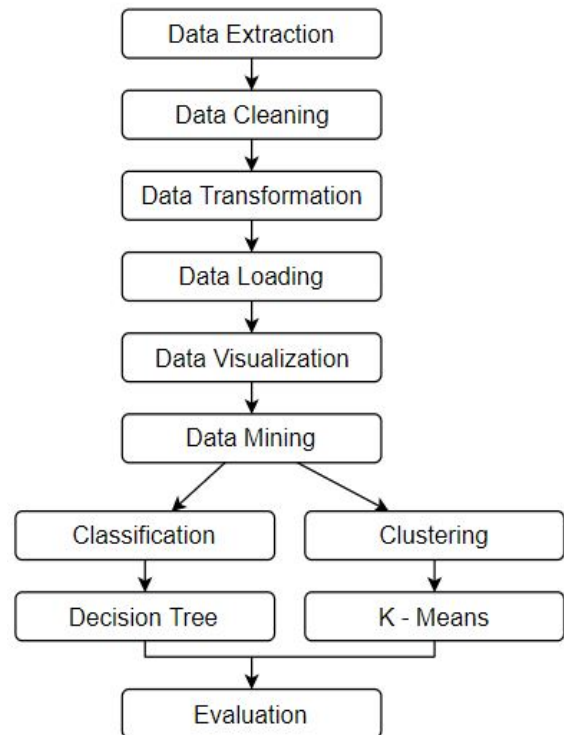 Data Extraction
Data Cleaning
Data Transformation
Data Loading
Data Visualization
Data Mining
Classification
Clustering
Decision Tree
K - Means
Evaluation